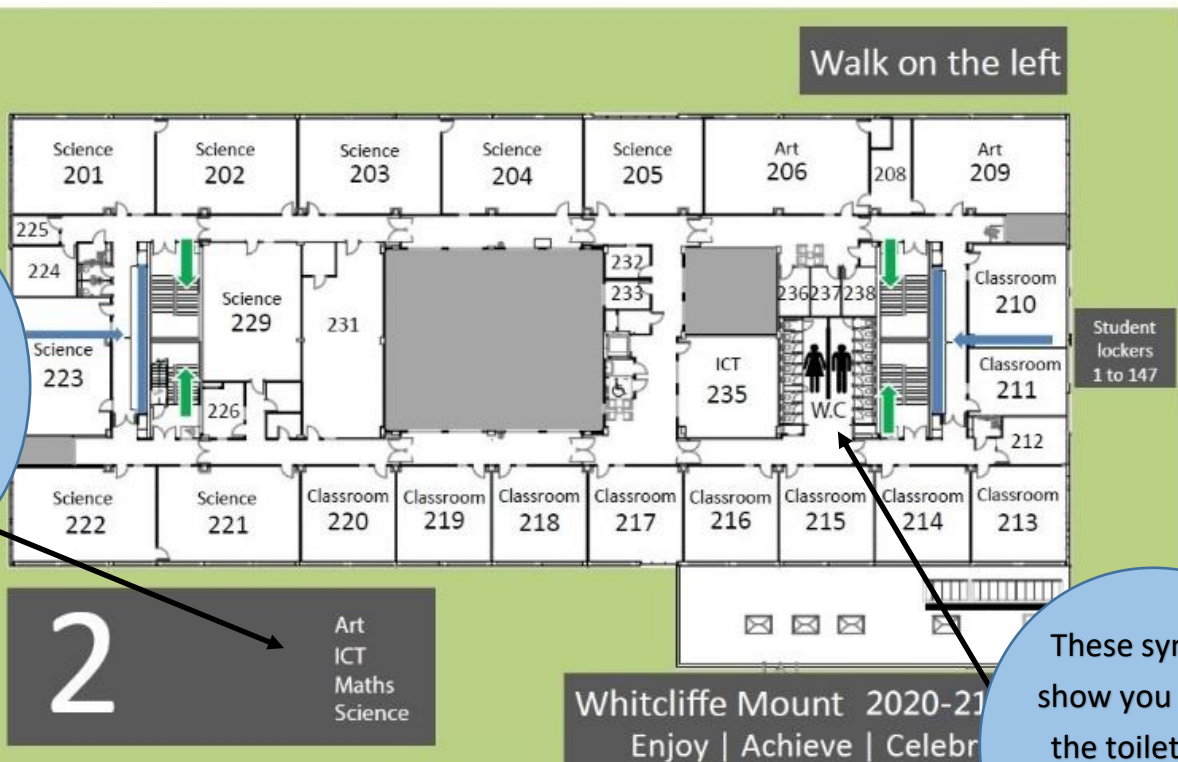 Walk on the left
Science
201
Science
202
Science
203
Science
204
Science
205
Art
206
208
Art
209
225
224
Science
223
Science
229
226
231
232
233
ICT
235
236
237
238
W.C
Classroom
210
Classroom
211
212
Student
lockers
1 to 147
Science
222
Science
221
Classroom
220
Classroom
219
Classroom
218
Classroom
217
Classroom
216
Classroom
215
Classroom
214
Classroom
213
2
Art
ICT
Maths
Science
Whitcliffe Mount 2020-21
Enjoy | Achieve | Celebr
These
show you
the toilet